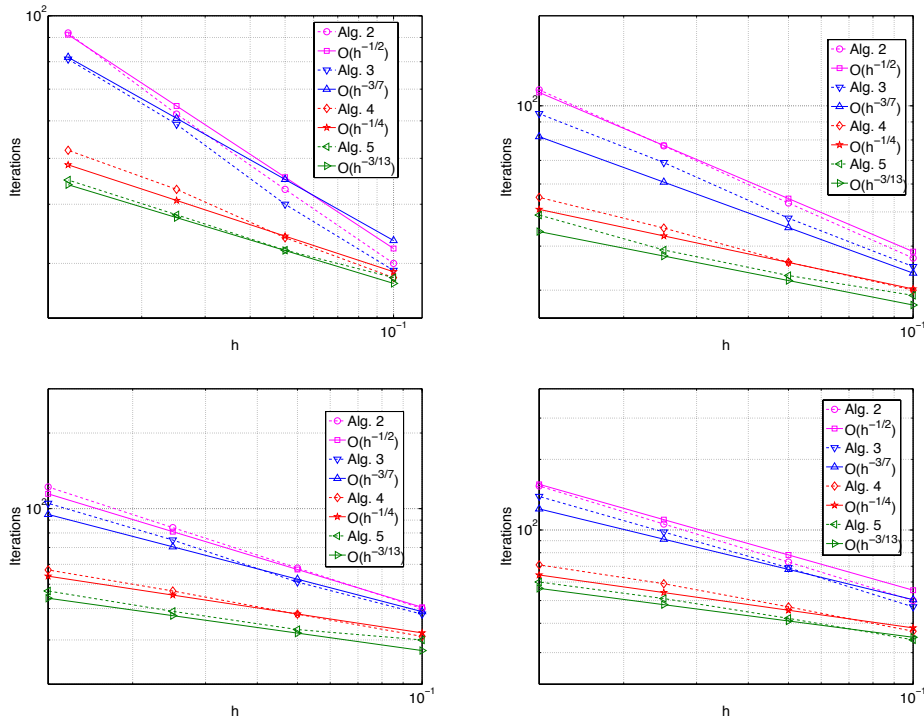 10^2
Iterations
Alg. 2
O(h^{-1/2})
Alg. 3
O(h^{-3/7})
Alg. 4
O(h^{-1/4})
Alg. 5
O(h^{-3/13})
10^{-1}
h
10^2
Iterations
Alg. 2
O(h^{-1/2})
Alg. 3
O(h^{-3/7})
Alg. 4
O(h^{-1/4})
Alg. 5
O(h^{-3/13})
10^{-1}
h
10^2
Iterations
Alg. 2
O(h^{-1/2})
Alg. 3
O(h^{-3/7})
Alg. 4
O(h^{-1/4})
Alg. 5
O(h^{-3/13})
10^{-1}
h
10^2
Iterations
Alg. 2
O(h^{-1/2})
Alg. 3
O(h^{-3/7})
Alg. 4
O(h^{-1/4})
Alg. 5
O(h^{-3/13})
10^{-1}
h